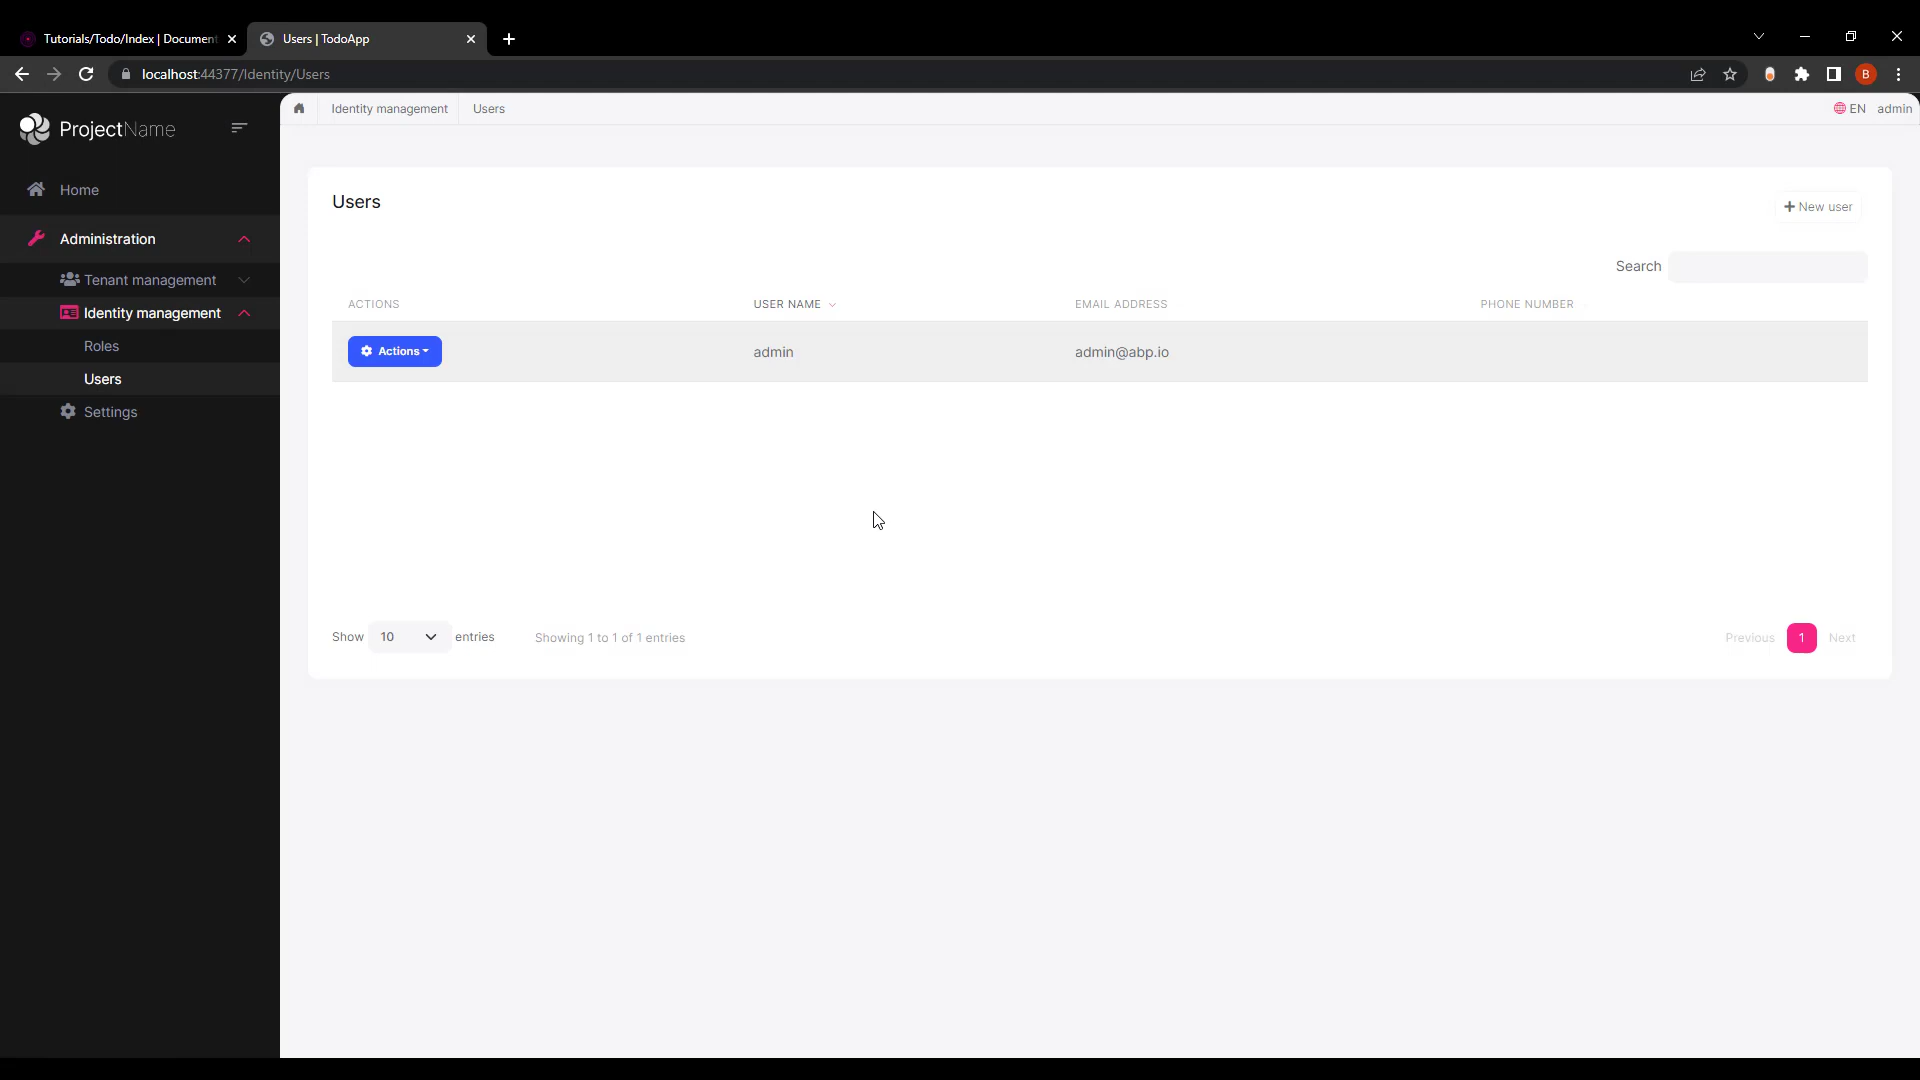 Tutorials/Todo/Index | Document
Users | TodoApp
localhost:44377/Identity/Users
B
ProjectName
Identity management
Users
EN
admin
Home
Administration
Tenant management
Identity management
Roles
Users
Settings
Users
New user
Search
ACTIONS USER NAME EMAIL ADDRESS PHONE NUMBER
Actions admin admin@abp.io
Show 10 entries Showing 1 to 1 of 1 entries
Previous 1 Next